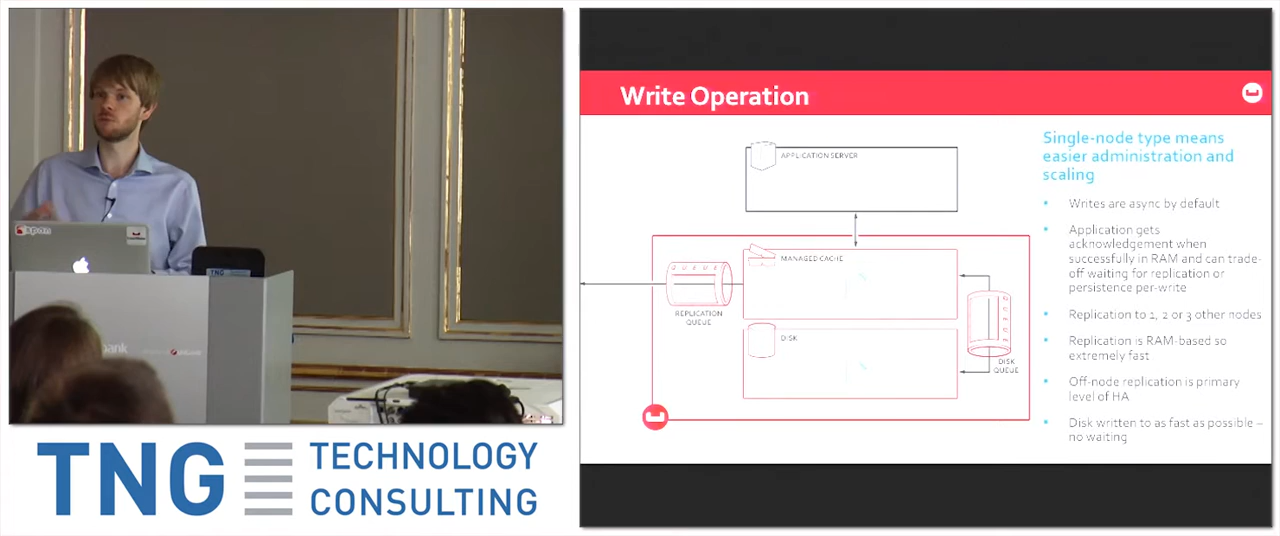 Write Operation
APPLICATION SERVER
MANAGED CACHE
QUEUE
REPLICATION
QUEUE
DISK
DISK
QUEUE
Single-node type means
easier administration and
scaling
• Writes are async by default
• Application gets
acknowledgement when
successfully in RAM and can trade-
off waiting for replication or
persistence per-write
• Replication to 1, 2 or 3 other nodes
• Replication is RAM-based so
extremely fast
• Off-node replication is primary
level of HA
• Disk written to as fast as possible –
no waiting
TNG
TNG TECHNOLOGY
CONSULTING